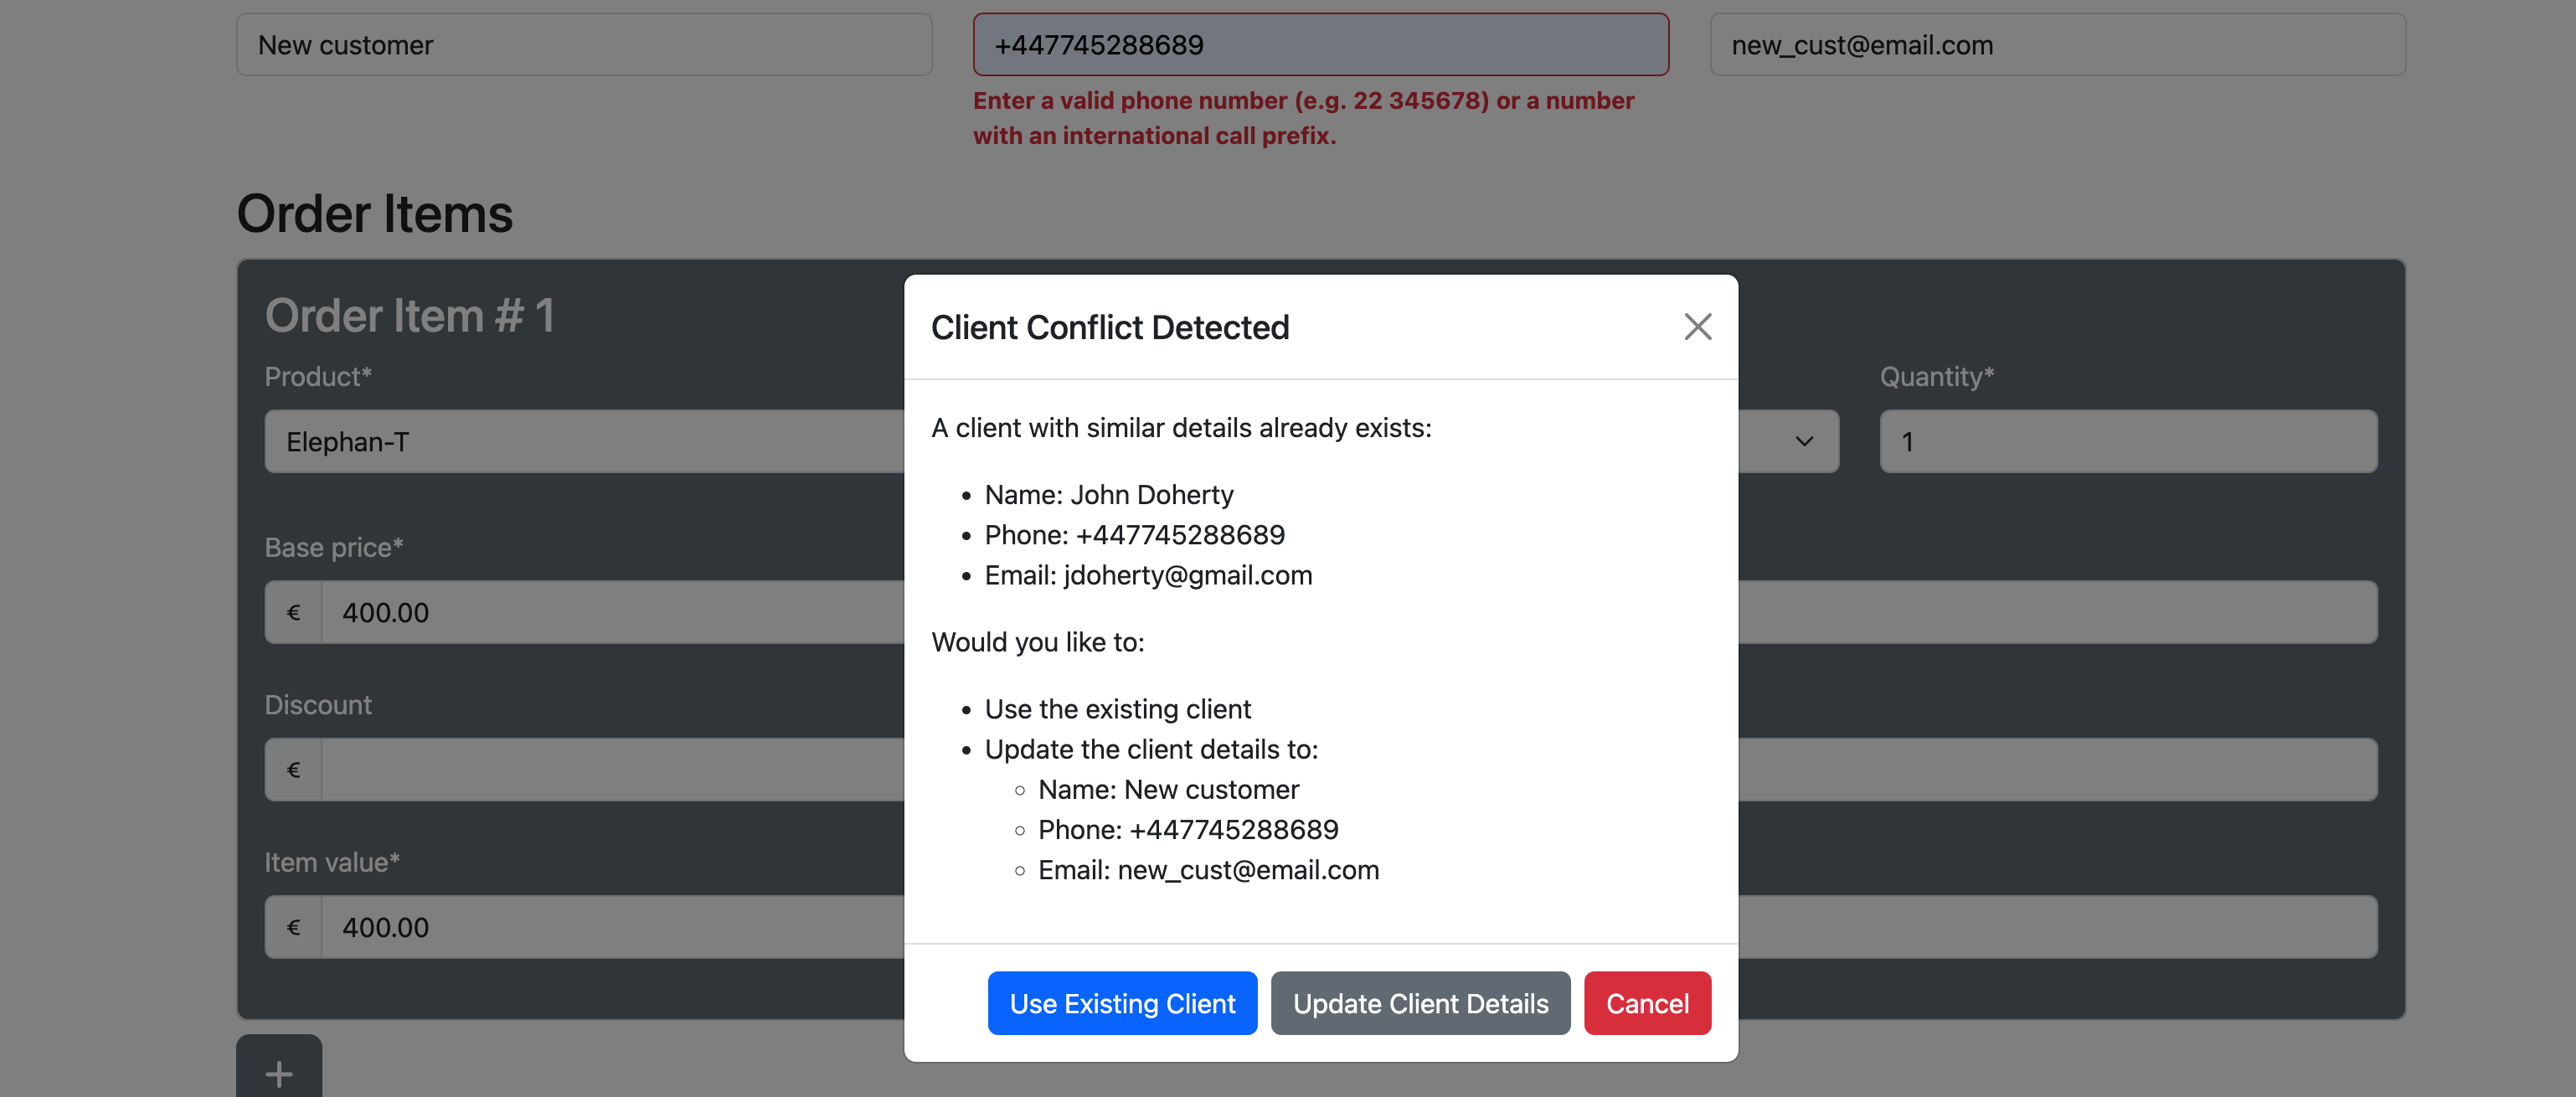 New customer
+447745288689
new_cust@email.com
Enter a valid phone number (e.g. 22 345678) or a number
with an international call prefix.
Order Items
Order Item # 1
Product*
Elephan-T
Quantity*
1
Base price*
€ 400.00
Discount
€
Item value*
€ 400.00
+
Client Conflict Detected
A client with similar details already exists:
• Name: John Doherty
• Phone: +447745288689
• Email: jdoherty@gmail.com
Would you like to:
• Use the existing client
• Update the client details to:
◦ Name: New customer
◦ Phone: +447745288689
◦ Email: new_cust@email.com
Use Existing Client
Update Client Details
Cancel